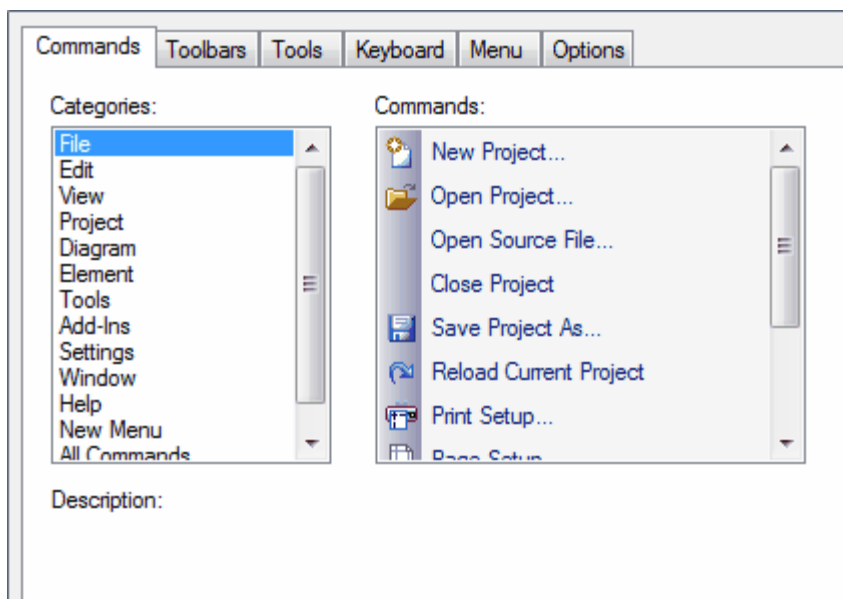 Commands Toolbars Tools Keyboard Menu Options
Categories:
File
Edit
View
Project
Diagram
Element
Tools
Add-Ins
Settings
Window
Help
New Menu
All Commands
Commands:
New Project...
Open Project...
Open Source File...
Close Project
Save Project As...
Reload Current Project
Print Setup...
Page Setup
Description: